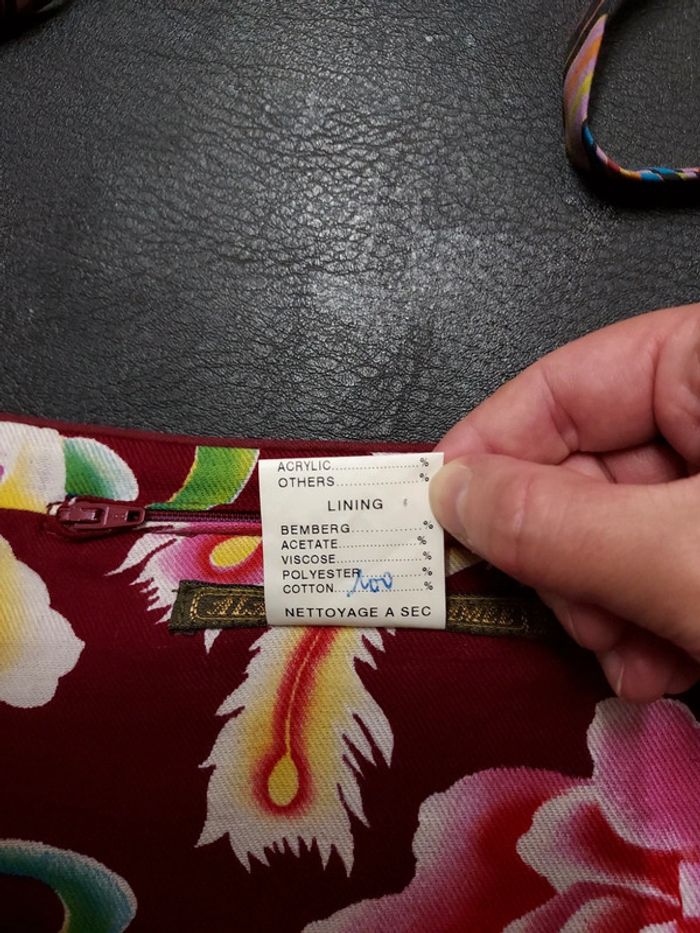 ACRYLIC....................%
OTHERS....................%
LINING
BEMBERG.................%
ACETATE...................%
VISCOSE...................%
POLYESTER...............%
COTTON...100...........%
NETTOYAGE A SEC